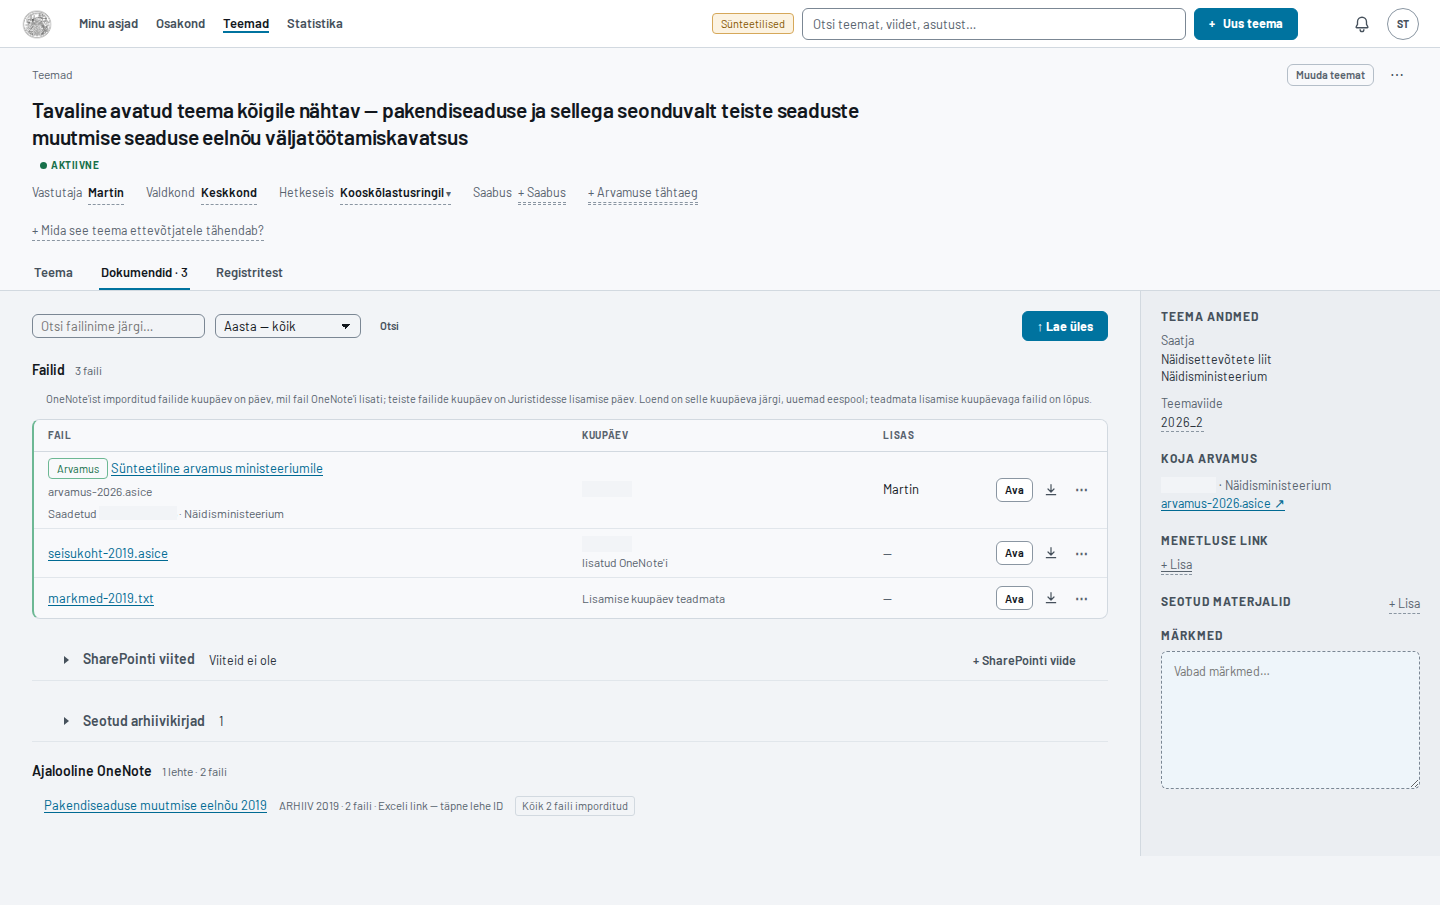 Minu asjad
Osakond
Teemad
Statistika
Sünteetilised
Otsi teemat, viidet, asutust...
+ Uus teema
ST
Teemad
Muuda teemat
···
Tavaline avatud teema kõigile nähtav — pakendiseaduse ja sellega seonduvalt teiste seaduste
muutmise seaduse eelnõu väljatöötamiskavatsus
AKTIIVNE
Vastutaja Martin
Valdkond Keskkond
Hetkeseis Kooskõlastusringil ▾
Saabus + Saabus
+ Arvamuse tähtaeg
+ Mida see teema ettevõtjatele tähendab?
Teema
Dokumendid · 3
Registritest
Otsi failinime järgi...
Aasta — kõik
Otsi
↑ Lae üles
Failid 3 faili
OneNote'ist imporditud failide kuupäev on päev, mil fail OneNote'i lisati; teiste failide kuupäev on Juristidesse lisamise päev. Loend on selle kuupäeva järgi, uuemad eespool; teadmata lisamise kuupäevaga failid on lõpus.
FAIL
KUUPÄEV
LISAS
Arvamus Sünteetiline arvamus ministeeriumile
arvamus-2026.asice
Saadetud · Näidisministeerium
Martin
Ava
···
seisukoht-2019.asice
lisatud OneNote'i
—
Ava
···
markmed-2019.txt
Lisamise kuupäev teadmata
—
Ava
···
SharePointi viited Viiteid ei ole
+ SharePointi viide
Seotud arhiivikirjad 1
Ajalooline OneNote 1 lehte · 2 faili
Pakendiseaduse muutmise eelnõu 2019 ARHIIV 2019 · 2 faili · Exceli link — täpne lehe ID Kõik 2 faili imporditud
TEEMA ANDMED
Saatja
Näidisettevõtete liit
Näidisministeerium
Teemaviide
2026_2
KOJA ARVAMUS
· Näidisministeerium
arvamus-2026.asice ↗
MENETLUSE LINK
+ Lisa
SEOTUD MATERJALID
+ Lisa
MÄRKMED
Vabad märkmed...